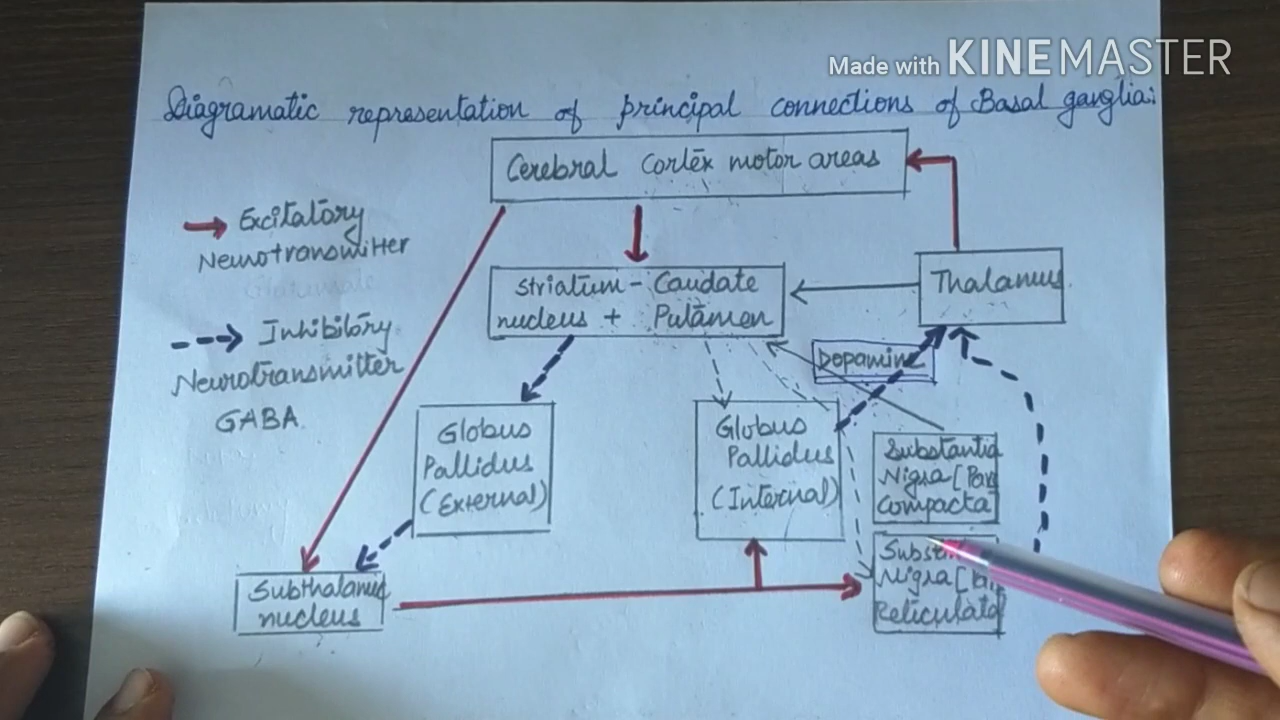 Made with KINEMASTER
Diagramatic representation of principal connections of Basal ganglia:
Cerebral Cortex motor areas
Excitatory
Neurotransmitter
Inhibitory
Neurotransmitter
GABA
Striatum - Caudate
nucleus + Putamen
Thalamus
Dopamine
Globus
Pallidus
(External)
Globus
Pallidus
(Internal)
Substantia
Nigra [Pars
Compacta
Subthalamic
nucleus
Nigra
Reticulata